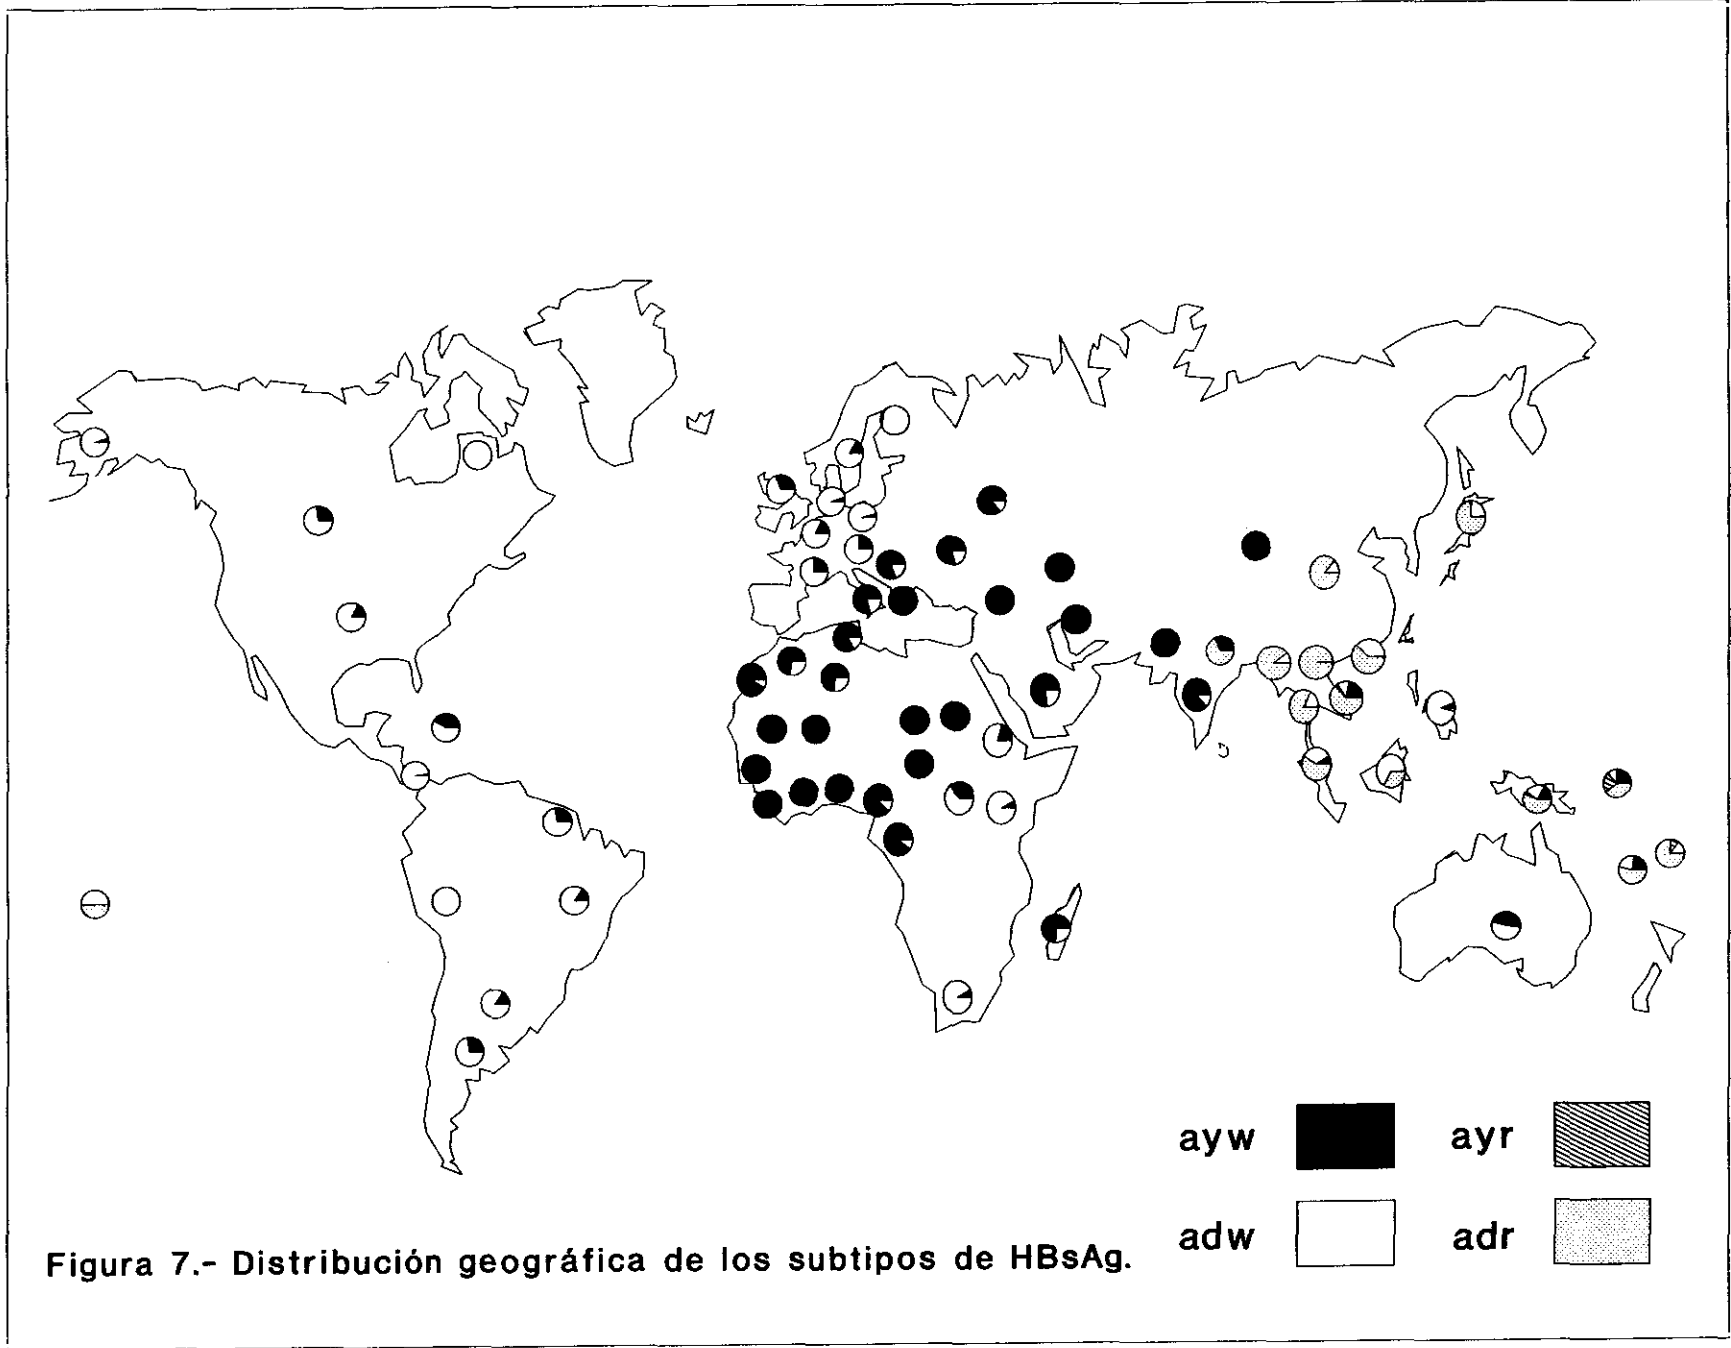 ayw
ayr
adw
adr
Figura 7.- Distribución geográfica de los subtipos de HBsAg.